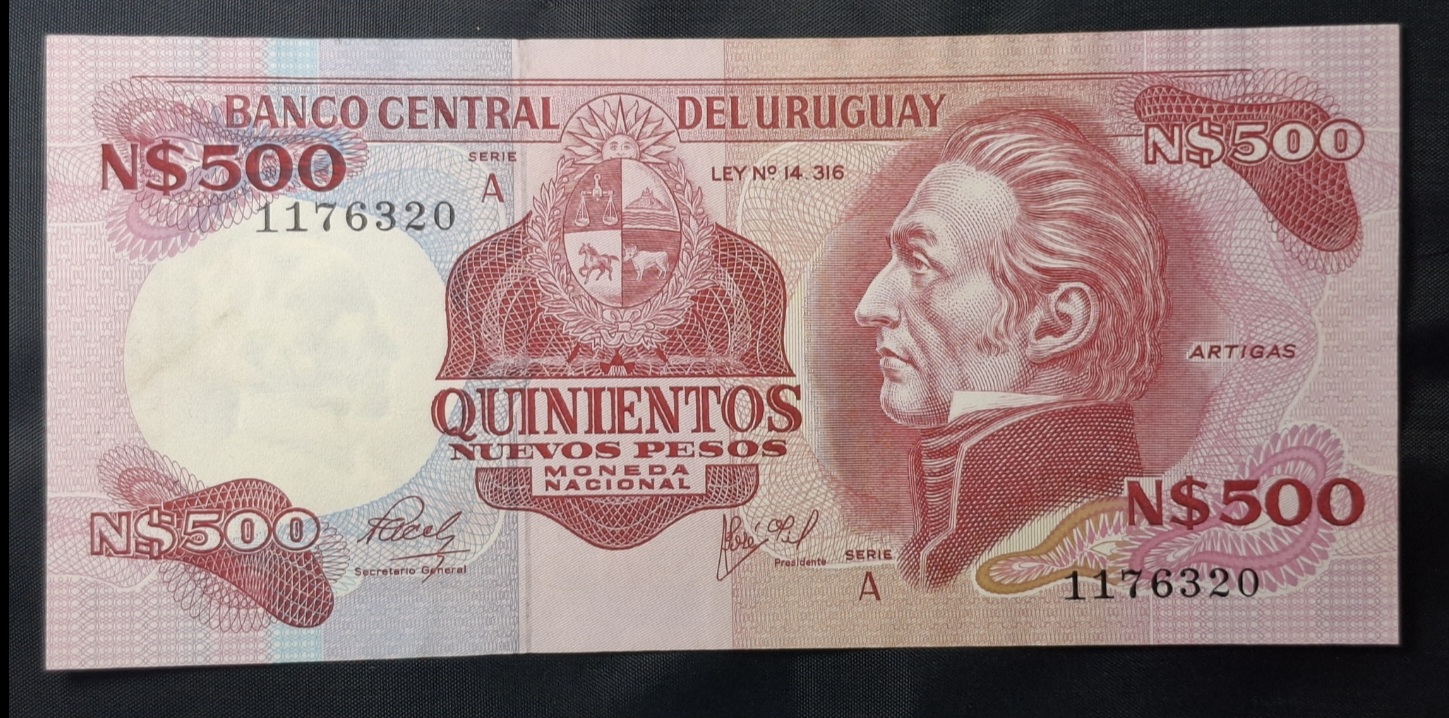 BANCO CENTRAL DEL URUGUAY
N$500
N$500
SERIE
A
LEY Nº 14. 316
1176320
ARTIGAS
QUINIENTOS
NUEVOS PESOS
MONEDA
NACIONAL
N$500
N$500
Secretario General
Presidente
SERIE
A
1176320